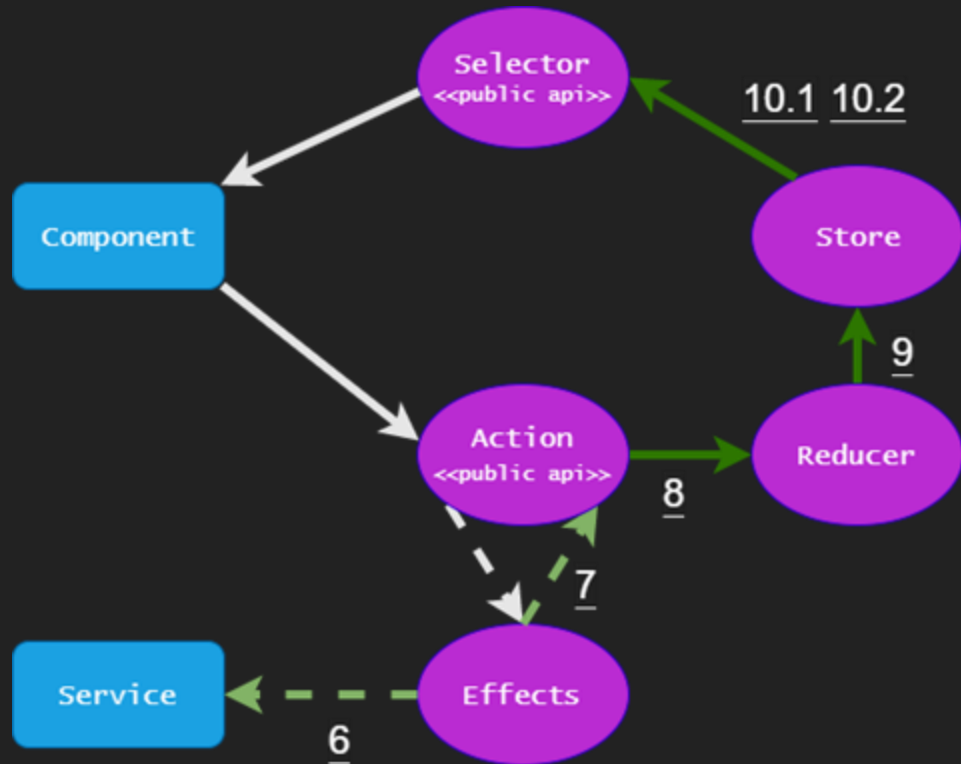 Selector
<<public api>>
10.1 10.2
Component
Store
9
Action
<<public api>>
Reducer
8
7
Service
Effects
6